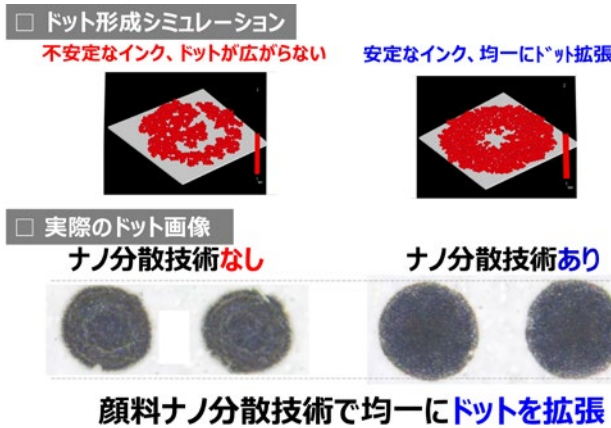 □ ドット形成シミュレーション
不安定なインク、ドットが広がらない
安定なインク、均一にドット拡張
□ 実際のドット画像
ナノ分散技術なし
ナノ分散技術あり
顔料ナノ分散技術で均一にドットを拡張